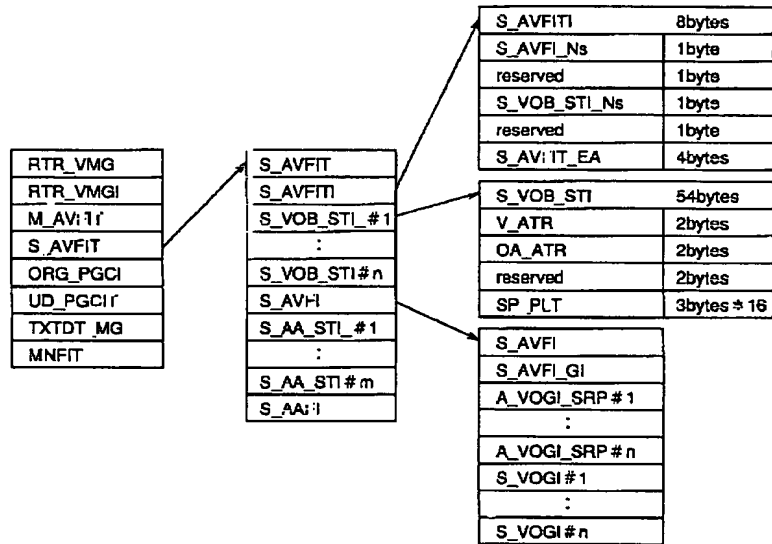 RTR_VMG
RTR_VMGI
S_AVFIT
ORG_PGCI
TXTDT_MG
MNFIT
S_AVFIT
S_AVFITI
S_VOB_STI_#1
:
S_VOB_STI#n
S_AA_STI_#1
:
S_AA_STI#m
S_AVFITI 8bytes
S_AVFI_Ns 1byte
reserved 1byte
S_VOB_STI_Ns 1byte
reserved 1byte
4bytes
S_VOB_STI 54bytes
V_ATR 2bytes
OA_ATR 2bytes
reserved 2bytes
SP_PLT 3bytes*16
S_AVFI
S_AVFI_GI
A_VOGI_SRP#1
:
A_VOGI_SRP#n
S_VOGI#1
:
S_VOGI#n